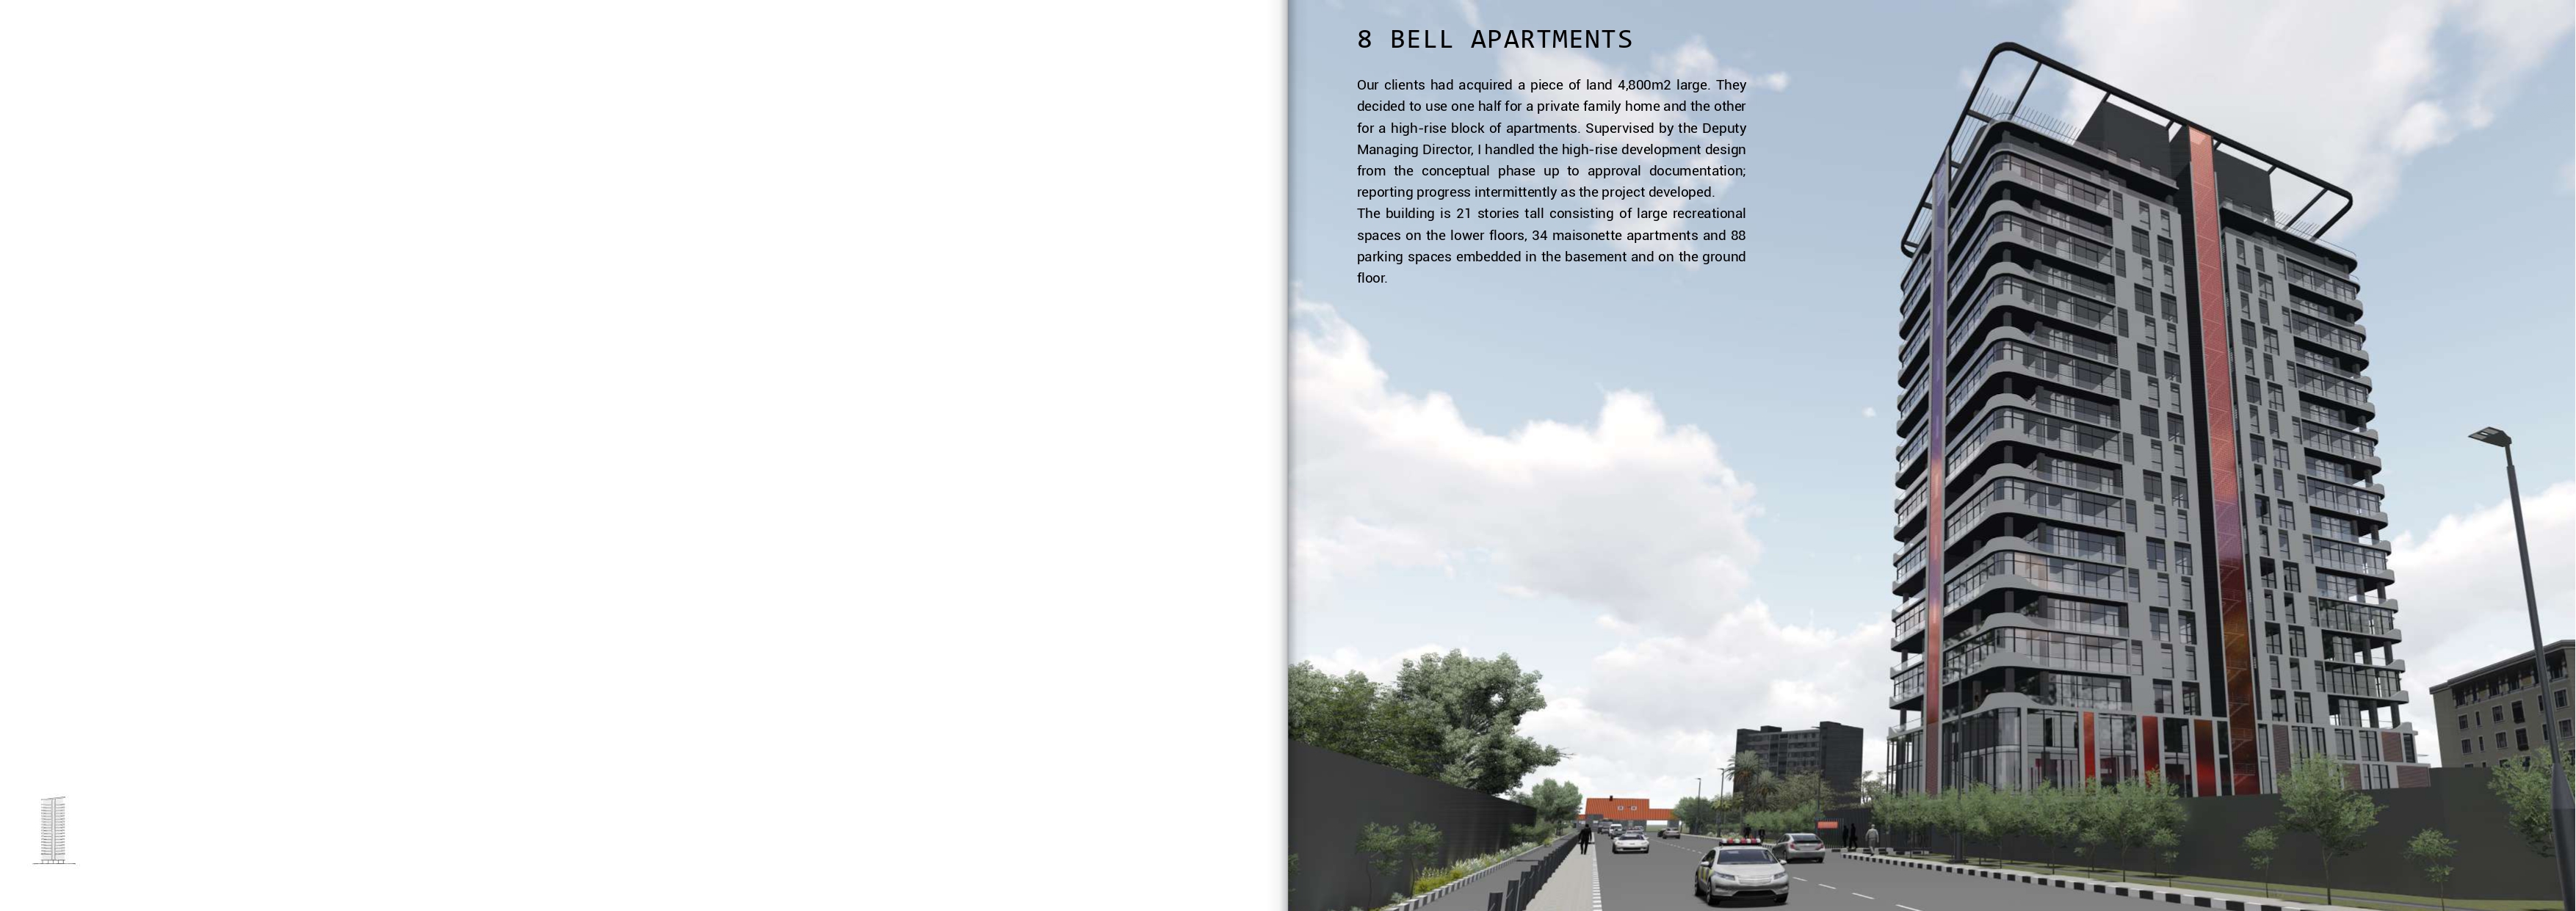 8 BELL APARTMENTS
Our clients had acquired a piece of land 4,800m2 large. They
decided to use one half for a private family home and the other
for a high-rise block of apartments. Supervised by the Deputy
Managing Director, I handled the high-rise development design
from the conceptual phase up to approval documentation;
reporting progress intermittently as the project developed.
The building is 21 stories tall consisting of large recreational
spaces on the lower floors, 34 maisonette apartments and 88
parking spaces embedded in the basement and on the ground
floor.